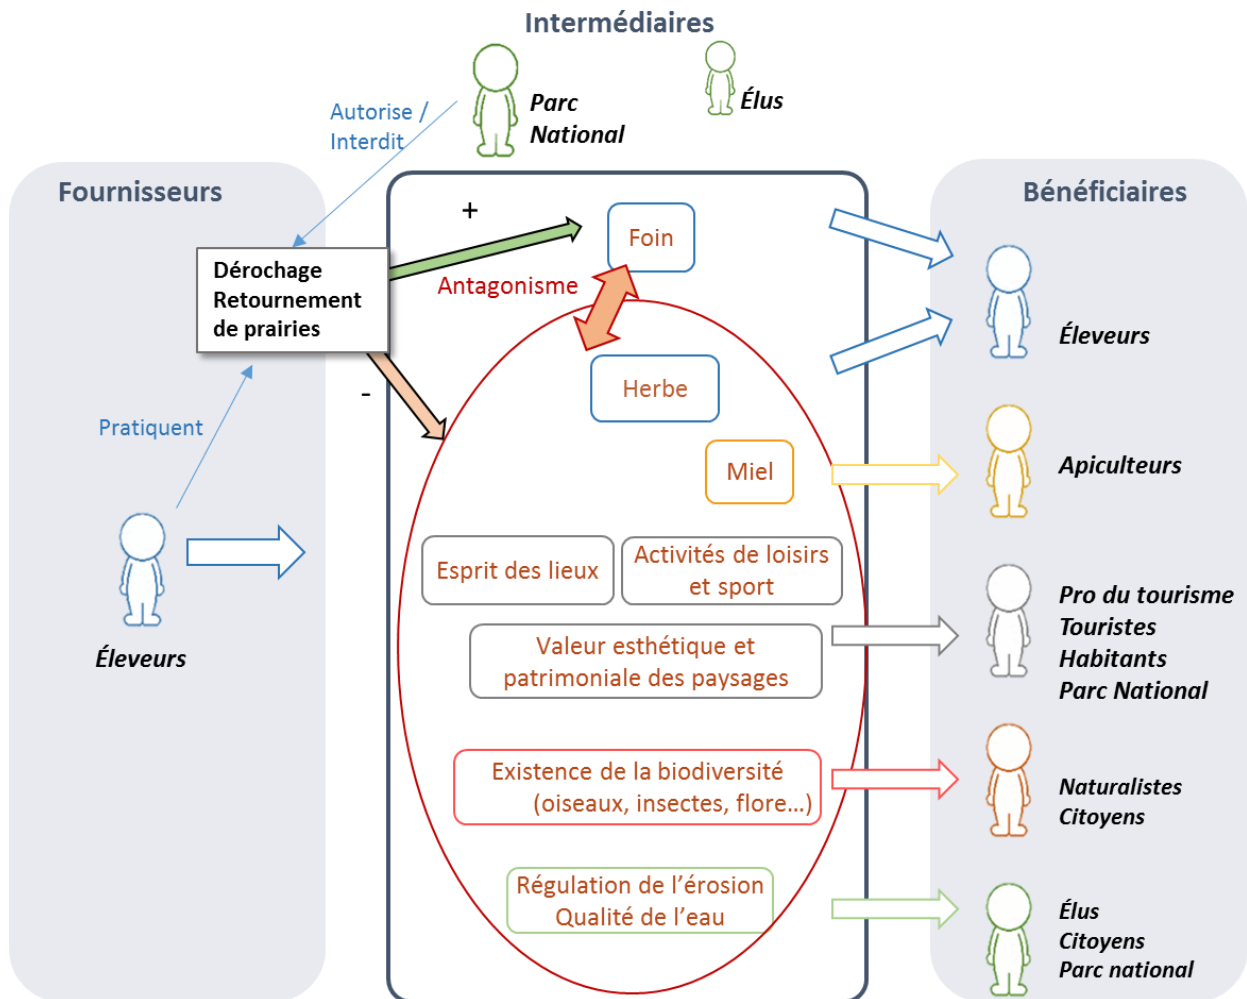 Intermédiaires
Parc
National
Élus
Autorise /
Interdit
Fournisseurs
Dérochage
Retournement
de prairies
Pratiquent
Éleveurs
+
-
Antagonisme
Foin
Herbe
Miel
Esprit des lieux
Activités de loisirs
et sport
Valeur esthétique et
patrimoniale des paysages
Existence de la biodiversité
(oiseaux, insectes, flore...)
Régulation de l'érosion
Qualité de l'eau
Bénéficiaires
Éleveurs
Apiculteurs
Pro du tourisme
Touristes
Habitants
Parc National
Naturalistes
Citoyens
Élus
Citoyens
Parc national